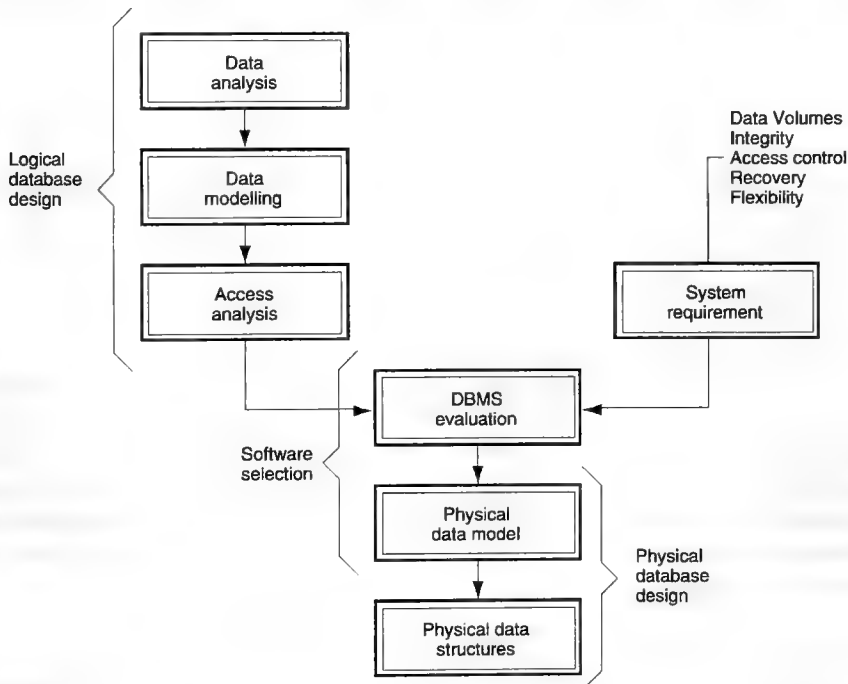 Data
analysis
Data Volumes
Integrity
Access control
Recovery
Flexibility
Logical
database
design
Data
modelling
Access
analysis
System
requirement
DBMS
evaluation
Software
selection
Physical
data model
Physical
database
design
Physical data
structures